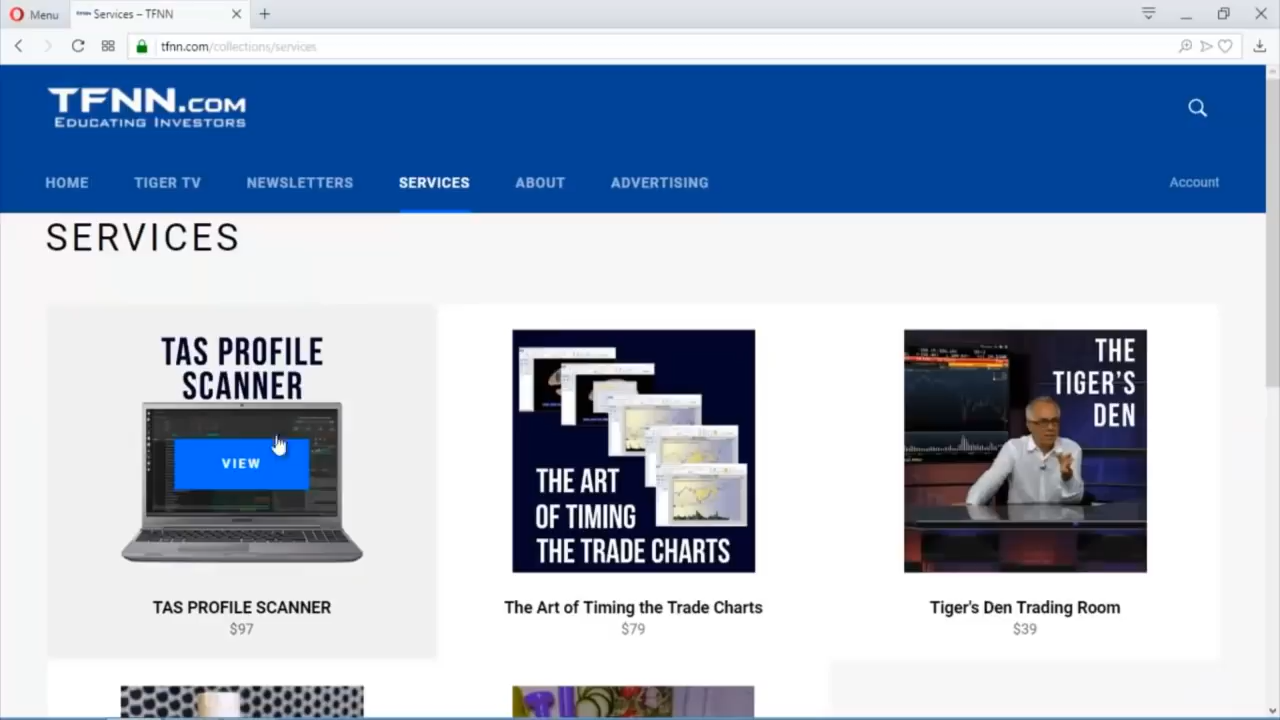 Menu
Services – TFNN
tfnn.com/collections/services
TFNN.COM
EDUCATING INVESTORS
HOME TIGER TV NEWSLETTERS SERVICES ABOUT ADVERTISING Account
SERVICES
TAS PROFILE
SCANNER
VIEW
THE ART
OF TIMING
THE TRADE CHARTS
THE
TIGER'S
DEN
TAS PROFILE SCANNER
$97
The Art of Timing the Trade Charts
$79
Tiger's Den Trading Room
$39